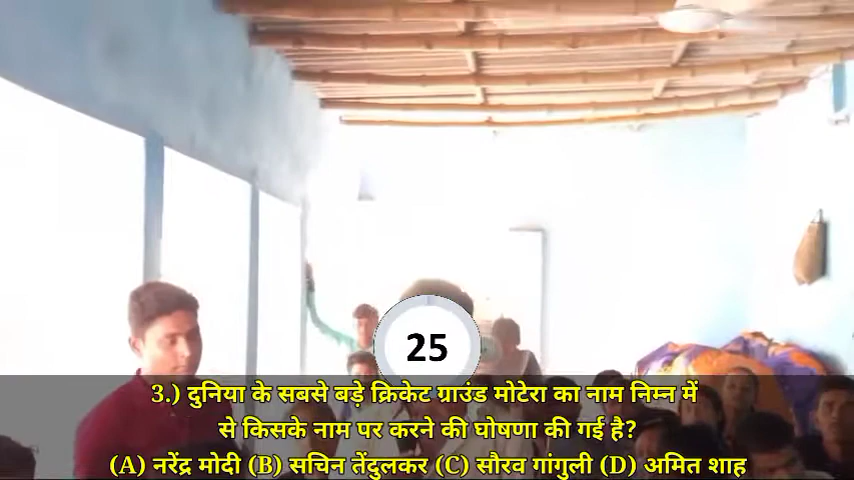 25
3.) दुनिया के सबसे बड़े क्रिकेट ग्राउंड मोटेरा का नाम निम्न में
से किसके नाम पर करने की घोषणा की गई है?
(A) नरेंद्र मोदी (B) सचिन तेंदुलकर (C) सौरव गांगुली (D) अमित शाह